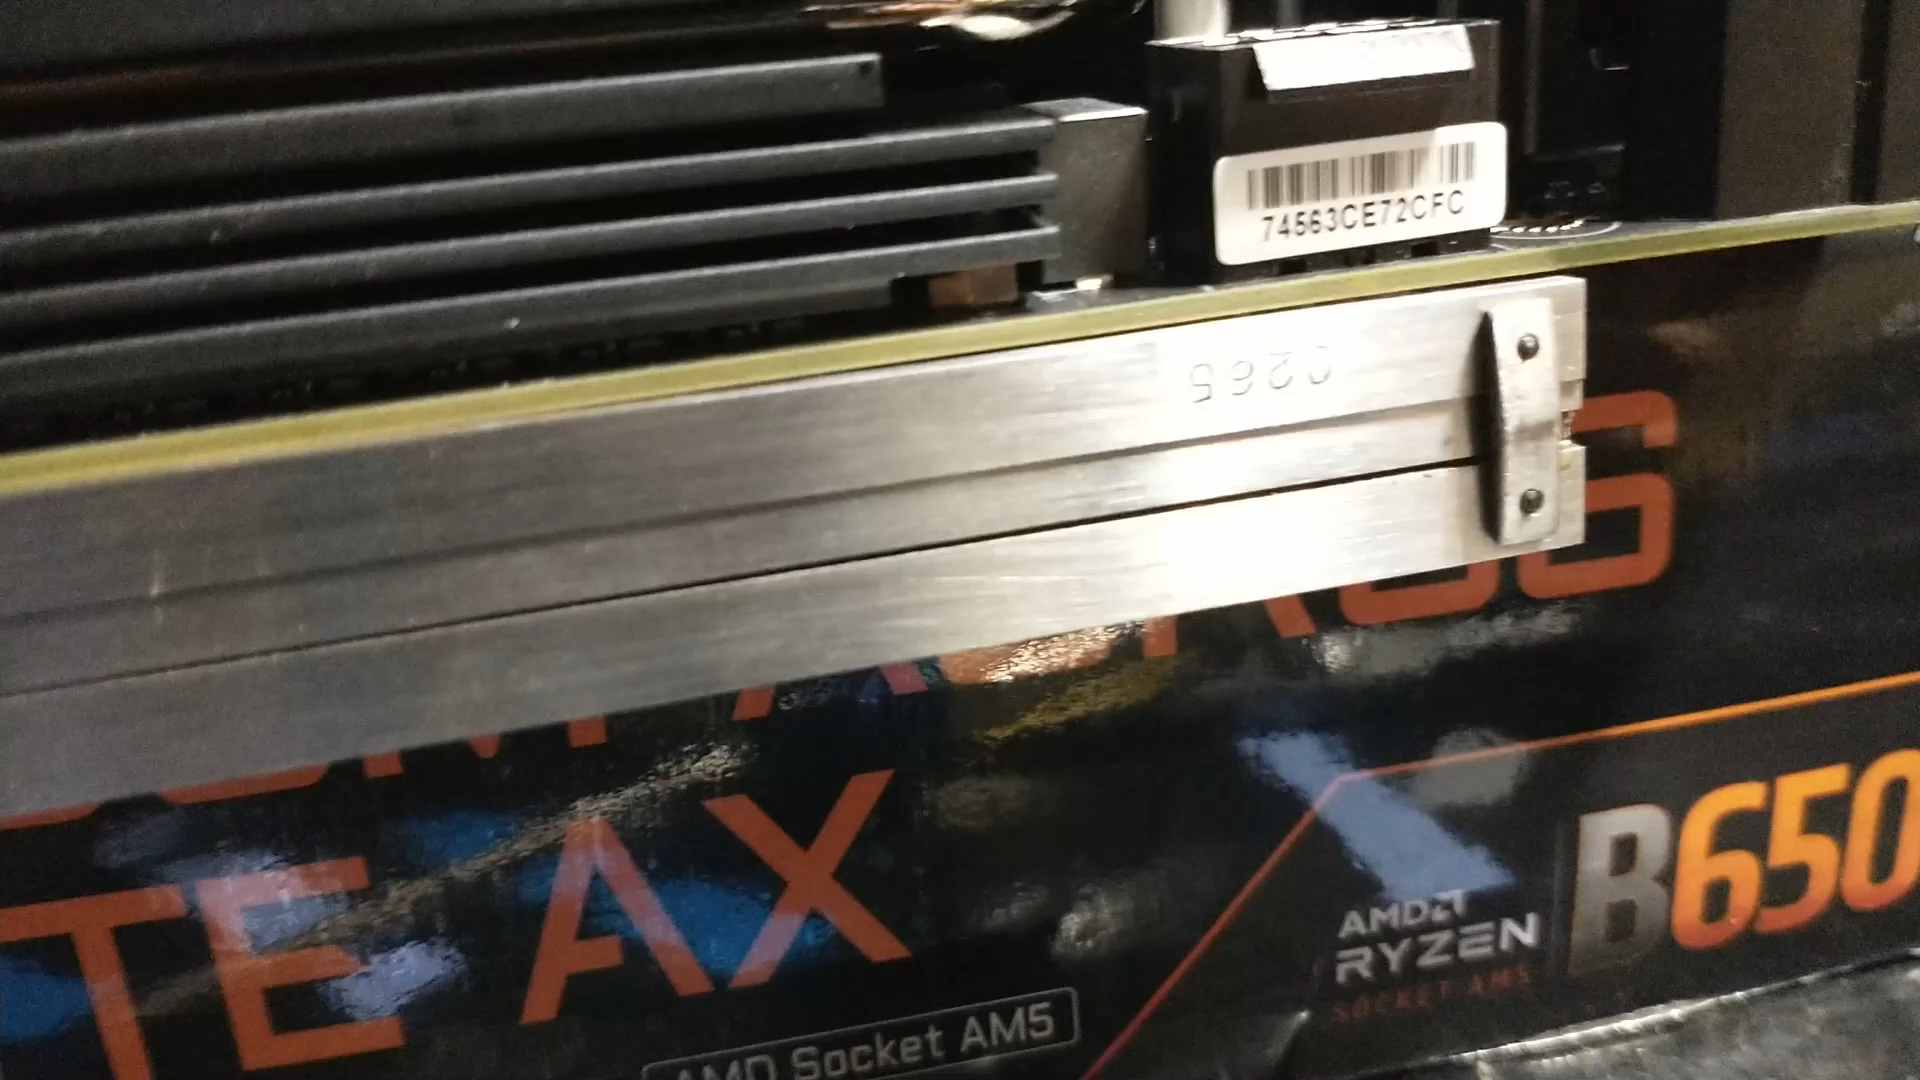 74563CE72CFC
0265
TE AX
AMD Socket AM5
AMD
RYZEN
SOCKET AM5
B650